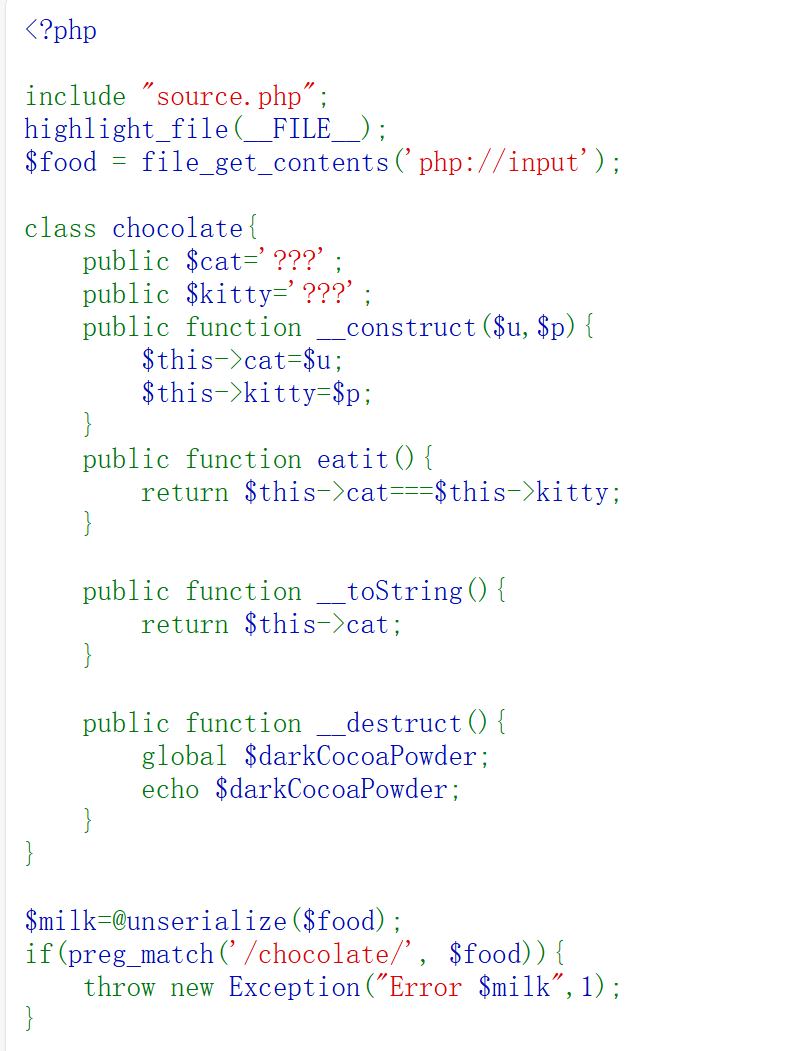 <?php
include "source.php";
highlight_file(__FILE__);
$food = file_get_contents('php://input');
class chocolate{
    public $cat='???';
    public $kitty='???';
    public function __construct($u,$p){
        $this->cat=$u;
        $this->kitty=$p;
    }
    public function eatit(){
        return $this->cat===$this->kitty;
    }
    public function __toString(){
        return $this->cat;
    }
    public function __destruct(){
        global $darkCocoaPowder;
        echo $darkCocoaPowder;
    }
}
$milk=@unserialize($food);
if(preg_match('/chocolate/', $food)){
    throw new Exception("Error $milk",1);
}